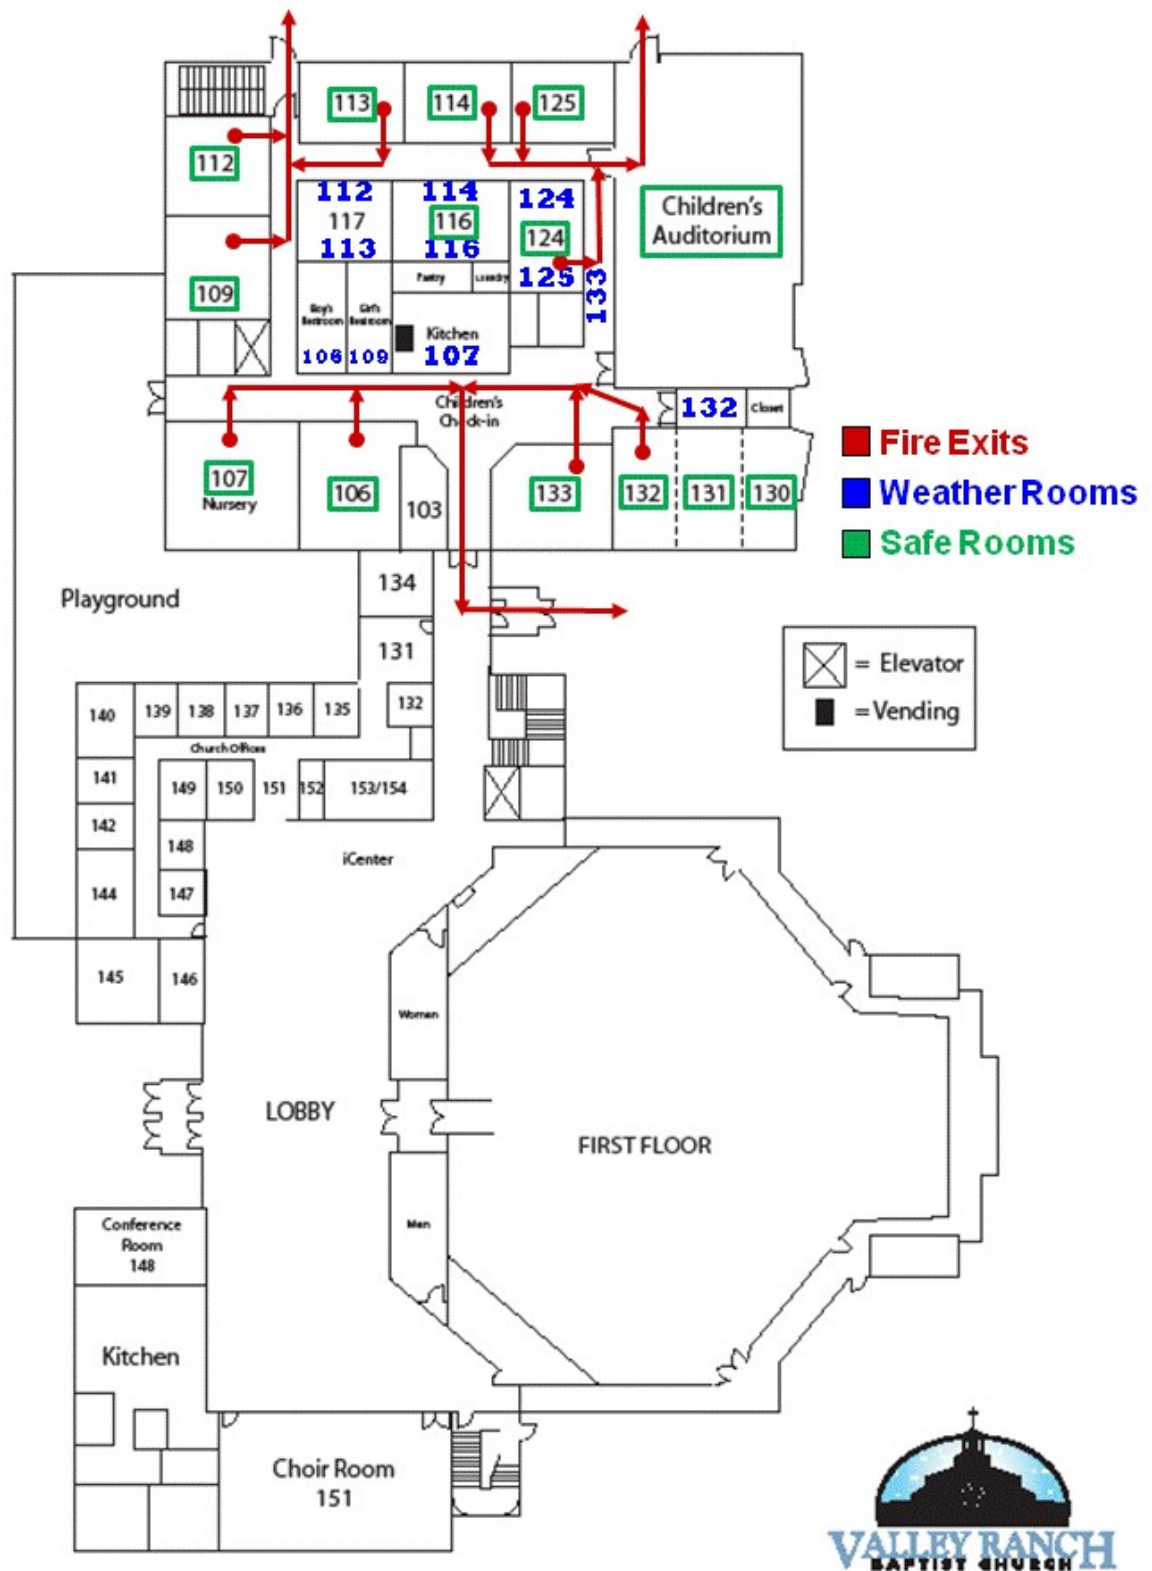 113
114
125
112
112
117
113
114
116
116
124
124
125
133
Children's
Auditorium
109
Pantry
Laundry
Boy's
Restroom
Girl's
Restroom
Kitchen
106
109
107
Children's
Check-in
132
Closet
107
Nursery
106
103
133
132
131
130
Fire Exits
Weather Rooms
Safe Rooms
Playground
134
131
132
= Elevator
= Vending
140
139
138
137
136
135
Church Offices
141
149
150
151
152
153/154
142
148
iCenter
144
147
145
146
Women
LOBBY
FIRST FLOOR
Men
Conference
Room
148
Kitchen
Choir Room
151
VALLEY RANCH
BAPTIST CHURCH